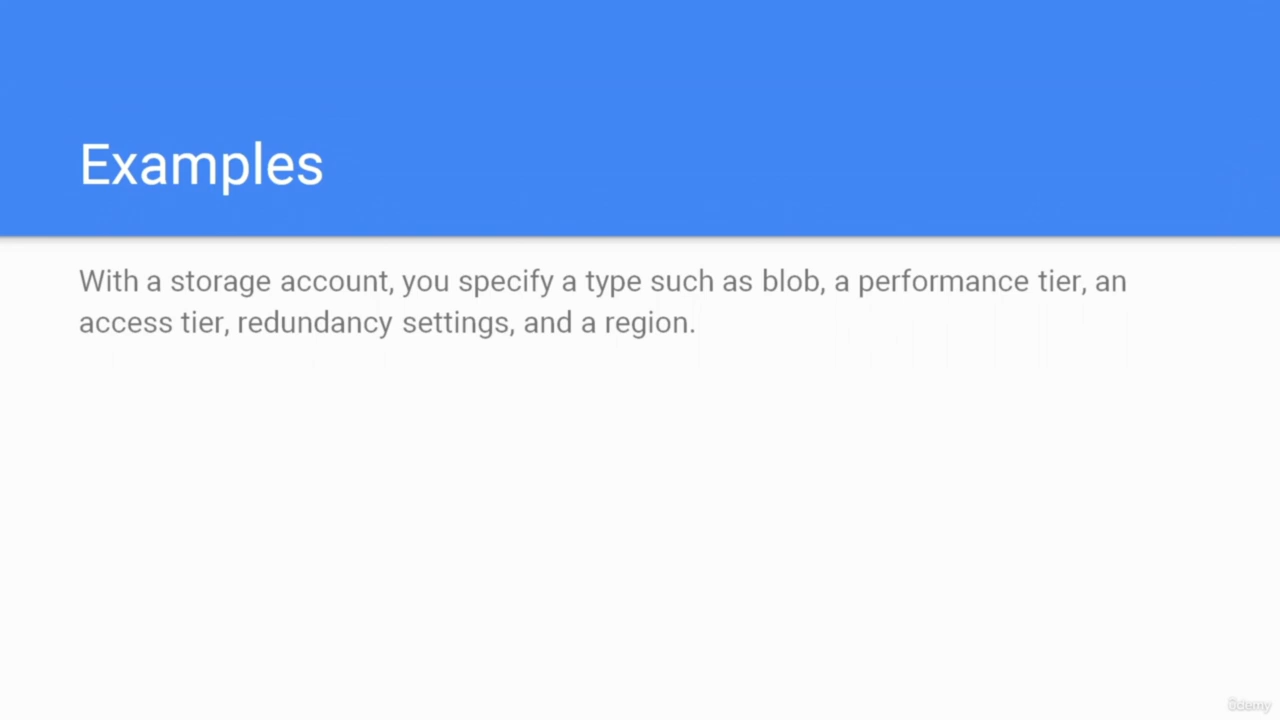 Examples
With a storage account, you specify a type such as blob, a performance tier, an
access tier, redundancy settings, and a region.
ûdemy